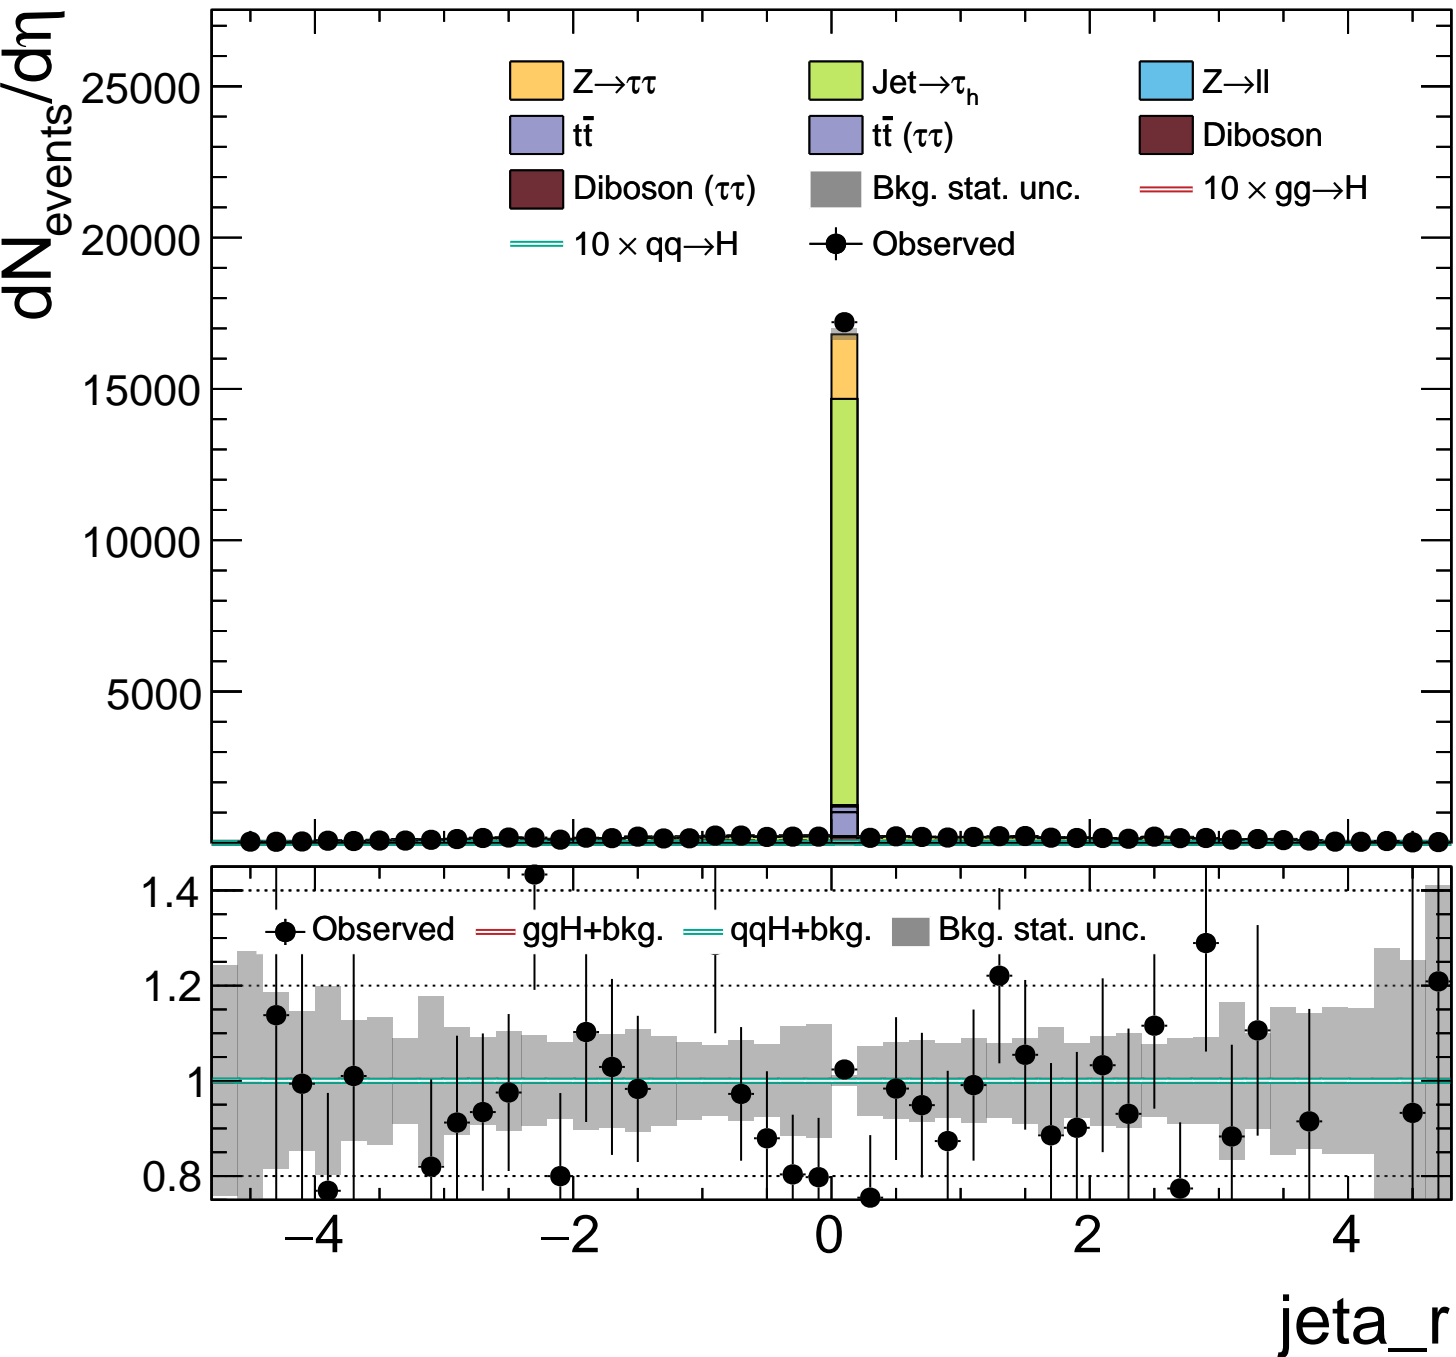 dN_events/dη
25000
20000
15000
10000
5000
Z→ττ Jet→τ_h Z→ll
tt̄ tt̄ (ττ) Diboson
Diboson (ττ) Bkg. stat. unc. 10 × gg→H
10 × qq→H Observed
1.4
1.2
1
0.8
Observed ggH+bkg. qqH+bkg. Bkg. stat. unc.
−4 −2 0 2 4
jeta_r